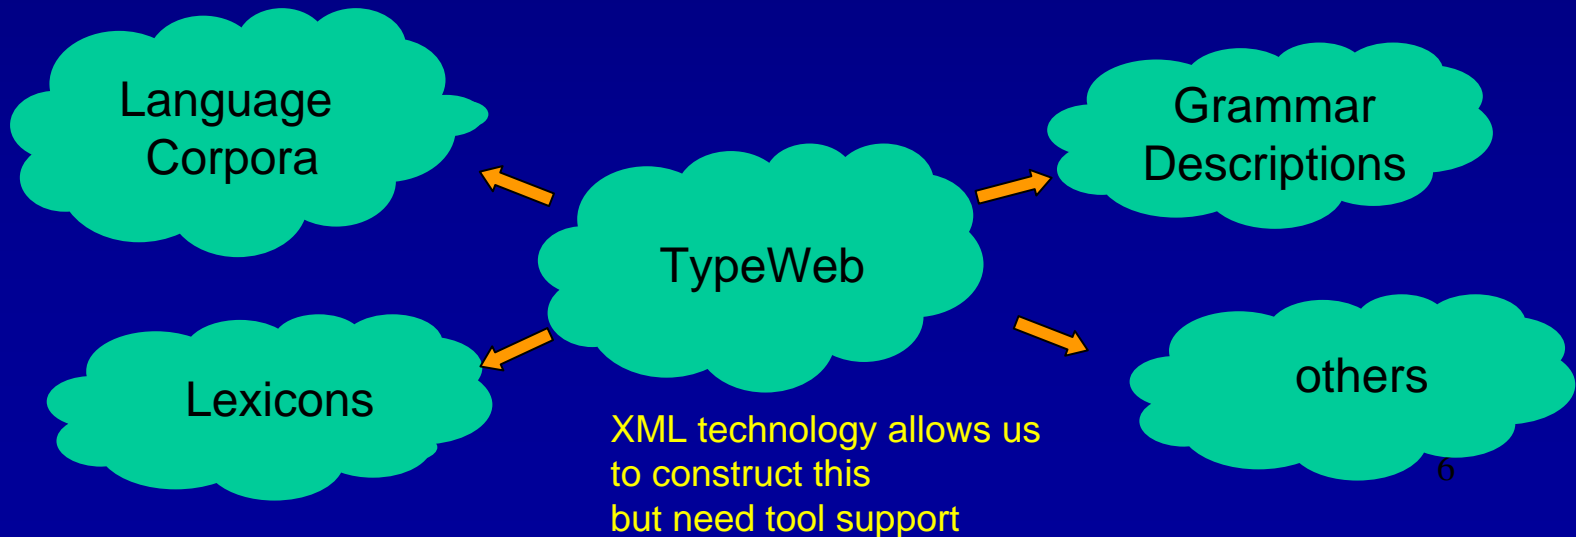 Language
Corpora
Grammar
Descriptions
TypeWeb
Lexicons
others
XML technology allows us
to construct this
but need tool support
6